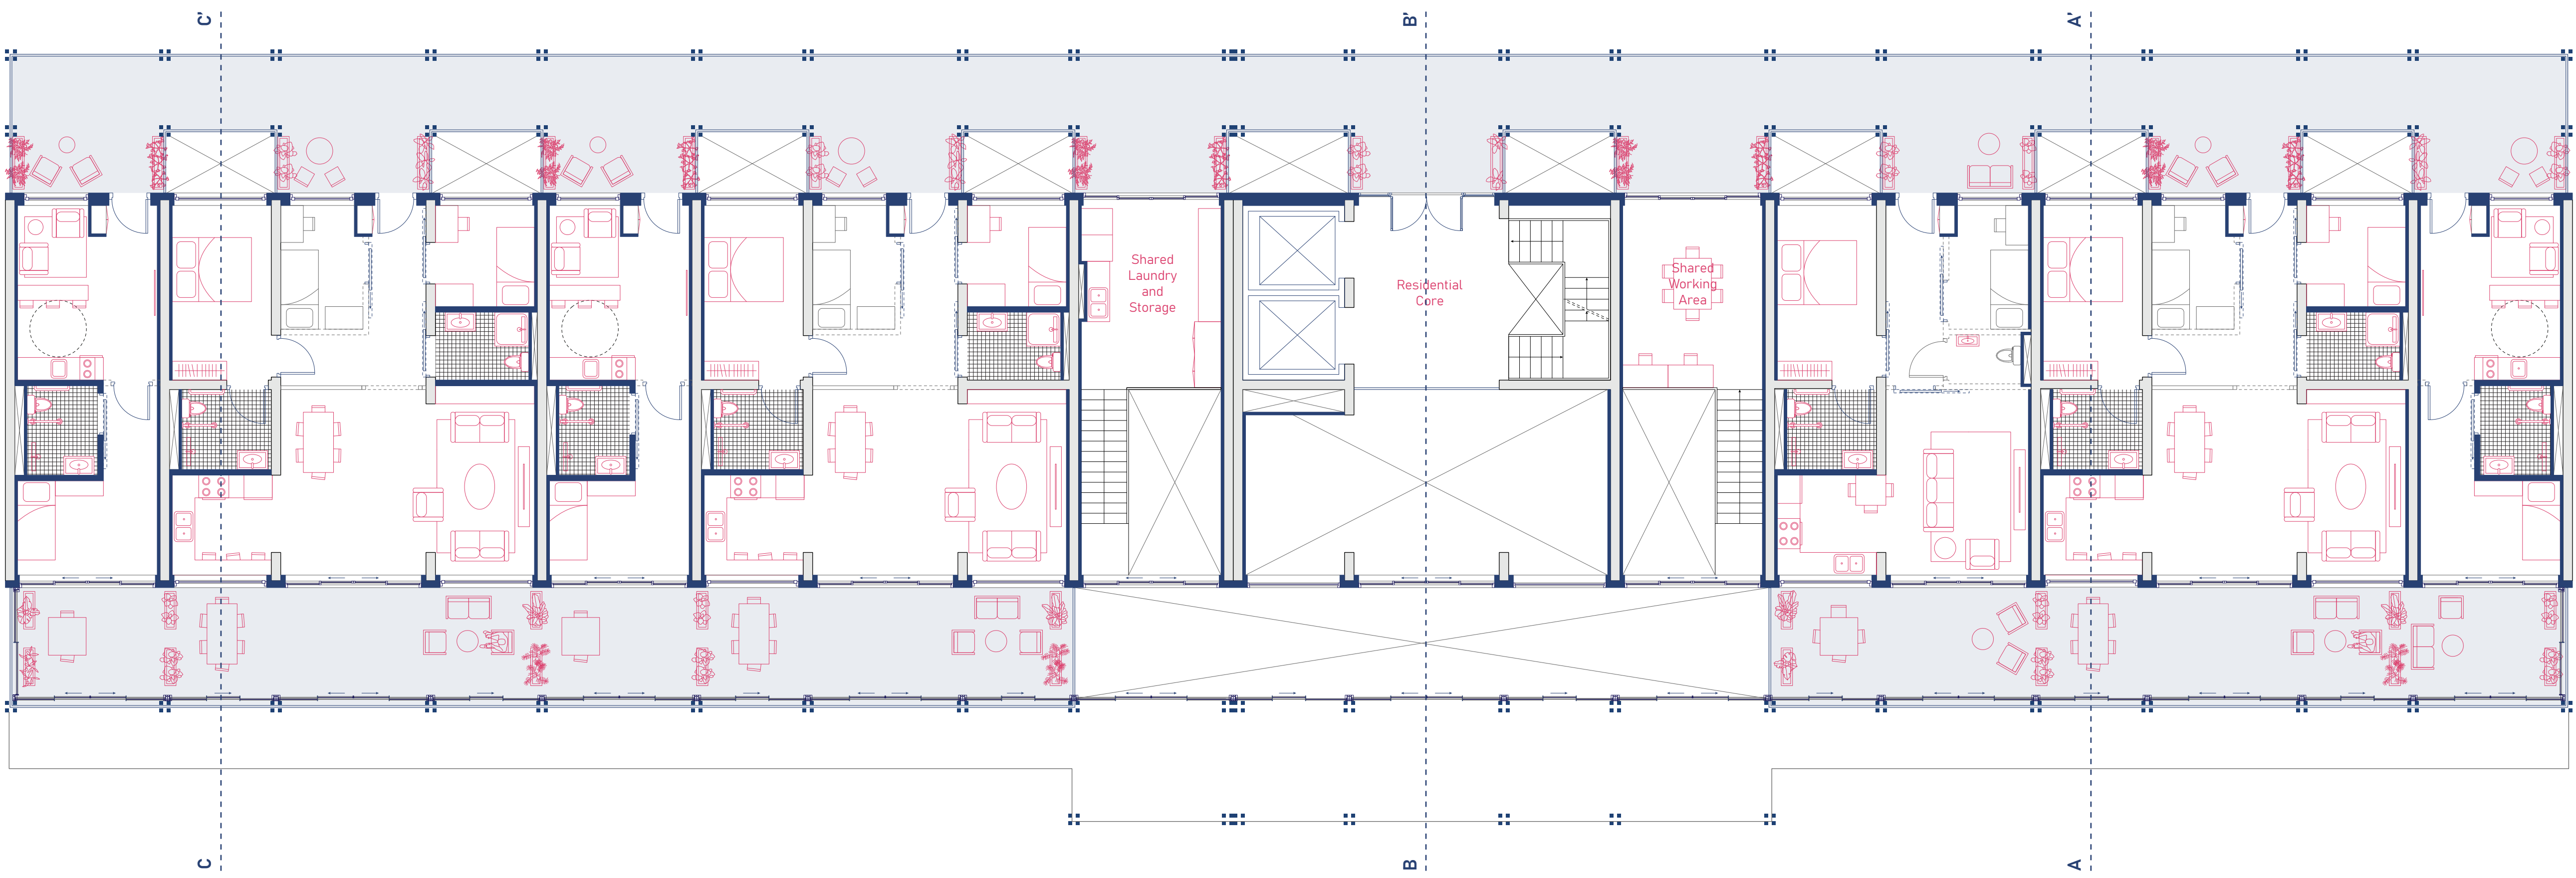 C'
B'
A'
Shared
Laundry
and
Storage
Residential
Core
Shared
Working
Area
C
B
A